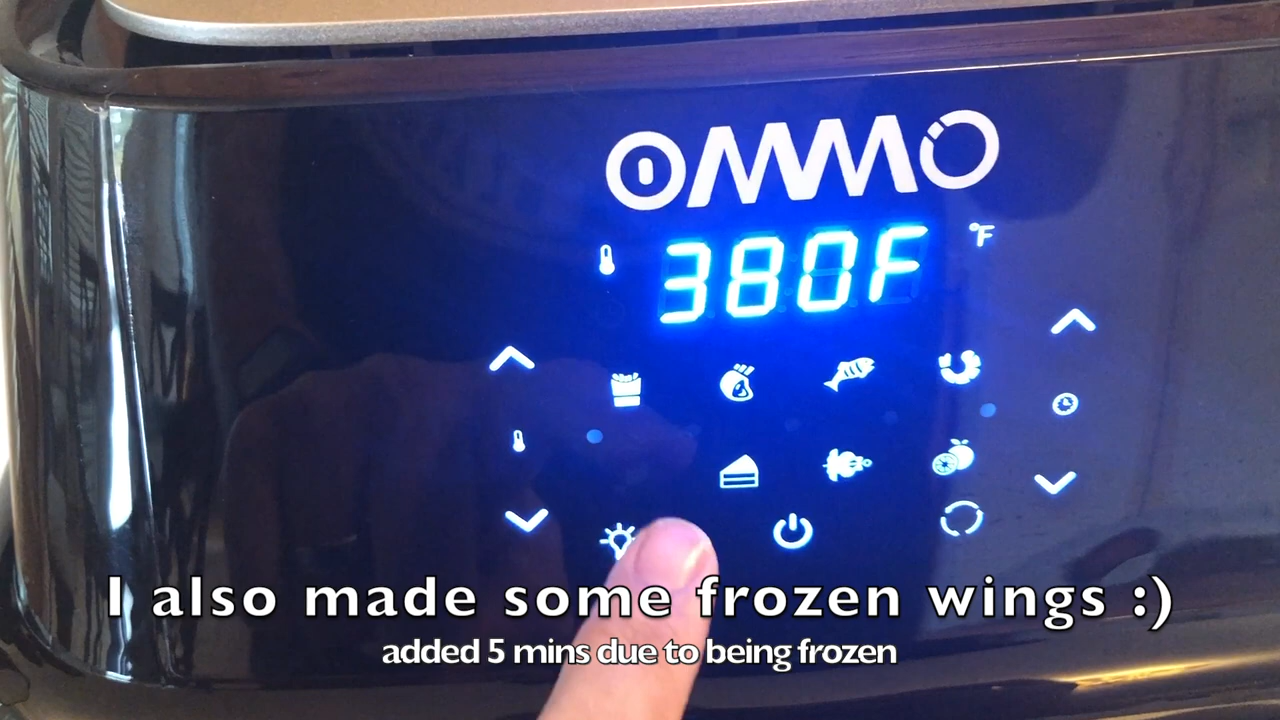 OMMO
380F
°F
I also made some frozen wings :)
added 5 mins due to being frozen